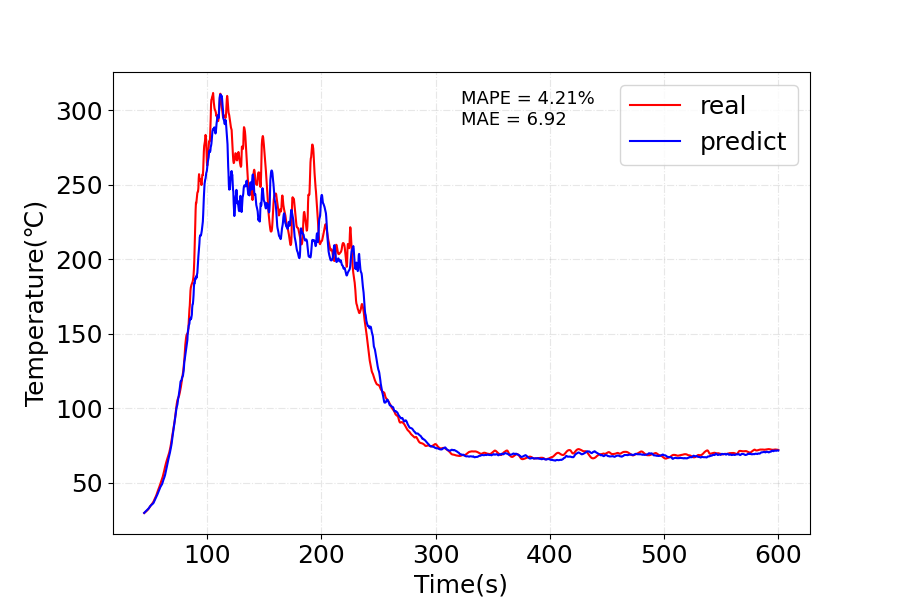 MAPE = 4.21%
MAE = 6.92
real
predict
Temperature(℃)
300
250
200
150
100
50
100 200 300 400 500 600
Time(s)